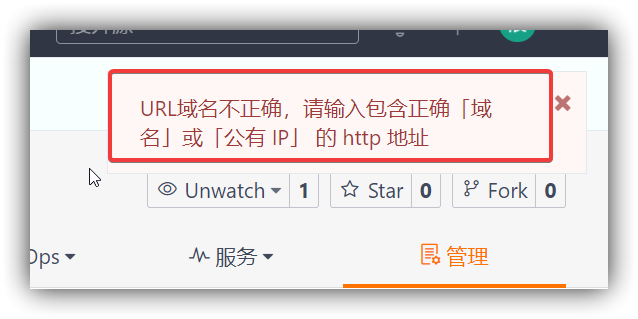 URL域名不正确，请输入包含正确「域
名」或「公有 IP」 的 http 地址
Unwatch 1 Star 0 Fork 0
Ops 服务 管理